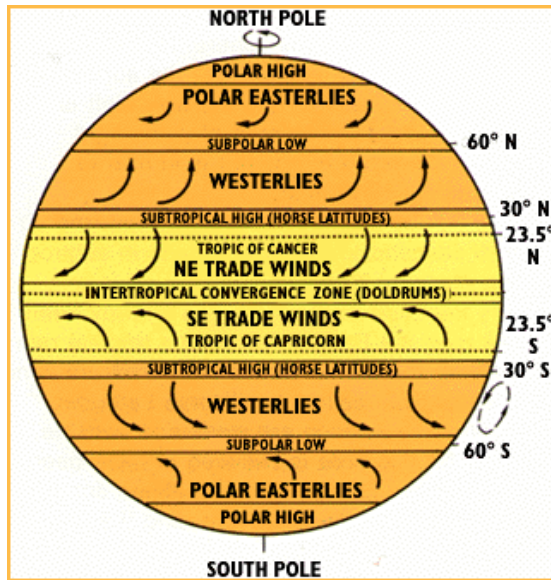 NORTH POLE
POLAR HIGH
POLAR EASTERLIES
SUBPOLAR LOW
60° N
WESTERLIES
30° N
SUBTROPICAL HIGH (HORSE LATITUDES)
23.5°
N
TROPIC OF CANCER
NE TRADE WINDS
INTERTROPICAL CONVERGENCE ZONE (DOLDRUMS)
SE TRADE WINDS
23.5°
S
TROPIC OF CAPRICORN
SUBTROPICAL HIGH (HORSE LATITUDES)
30° S
WESTERLIES
SUBPOLAR LOW
60° S
POLAR EASTERLIES
POLAR HIGH
SOUTH POLE